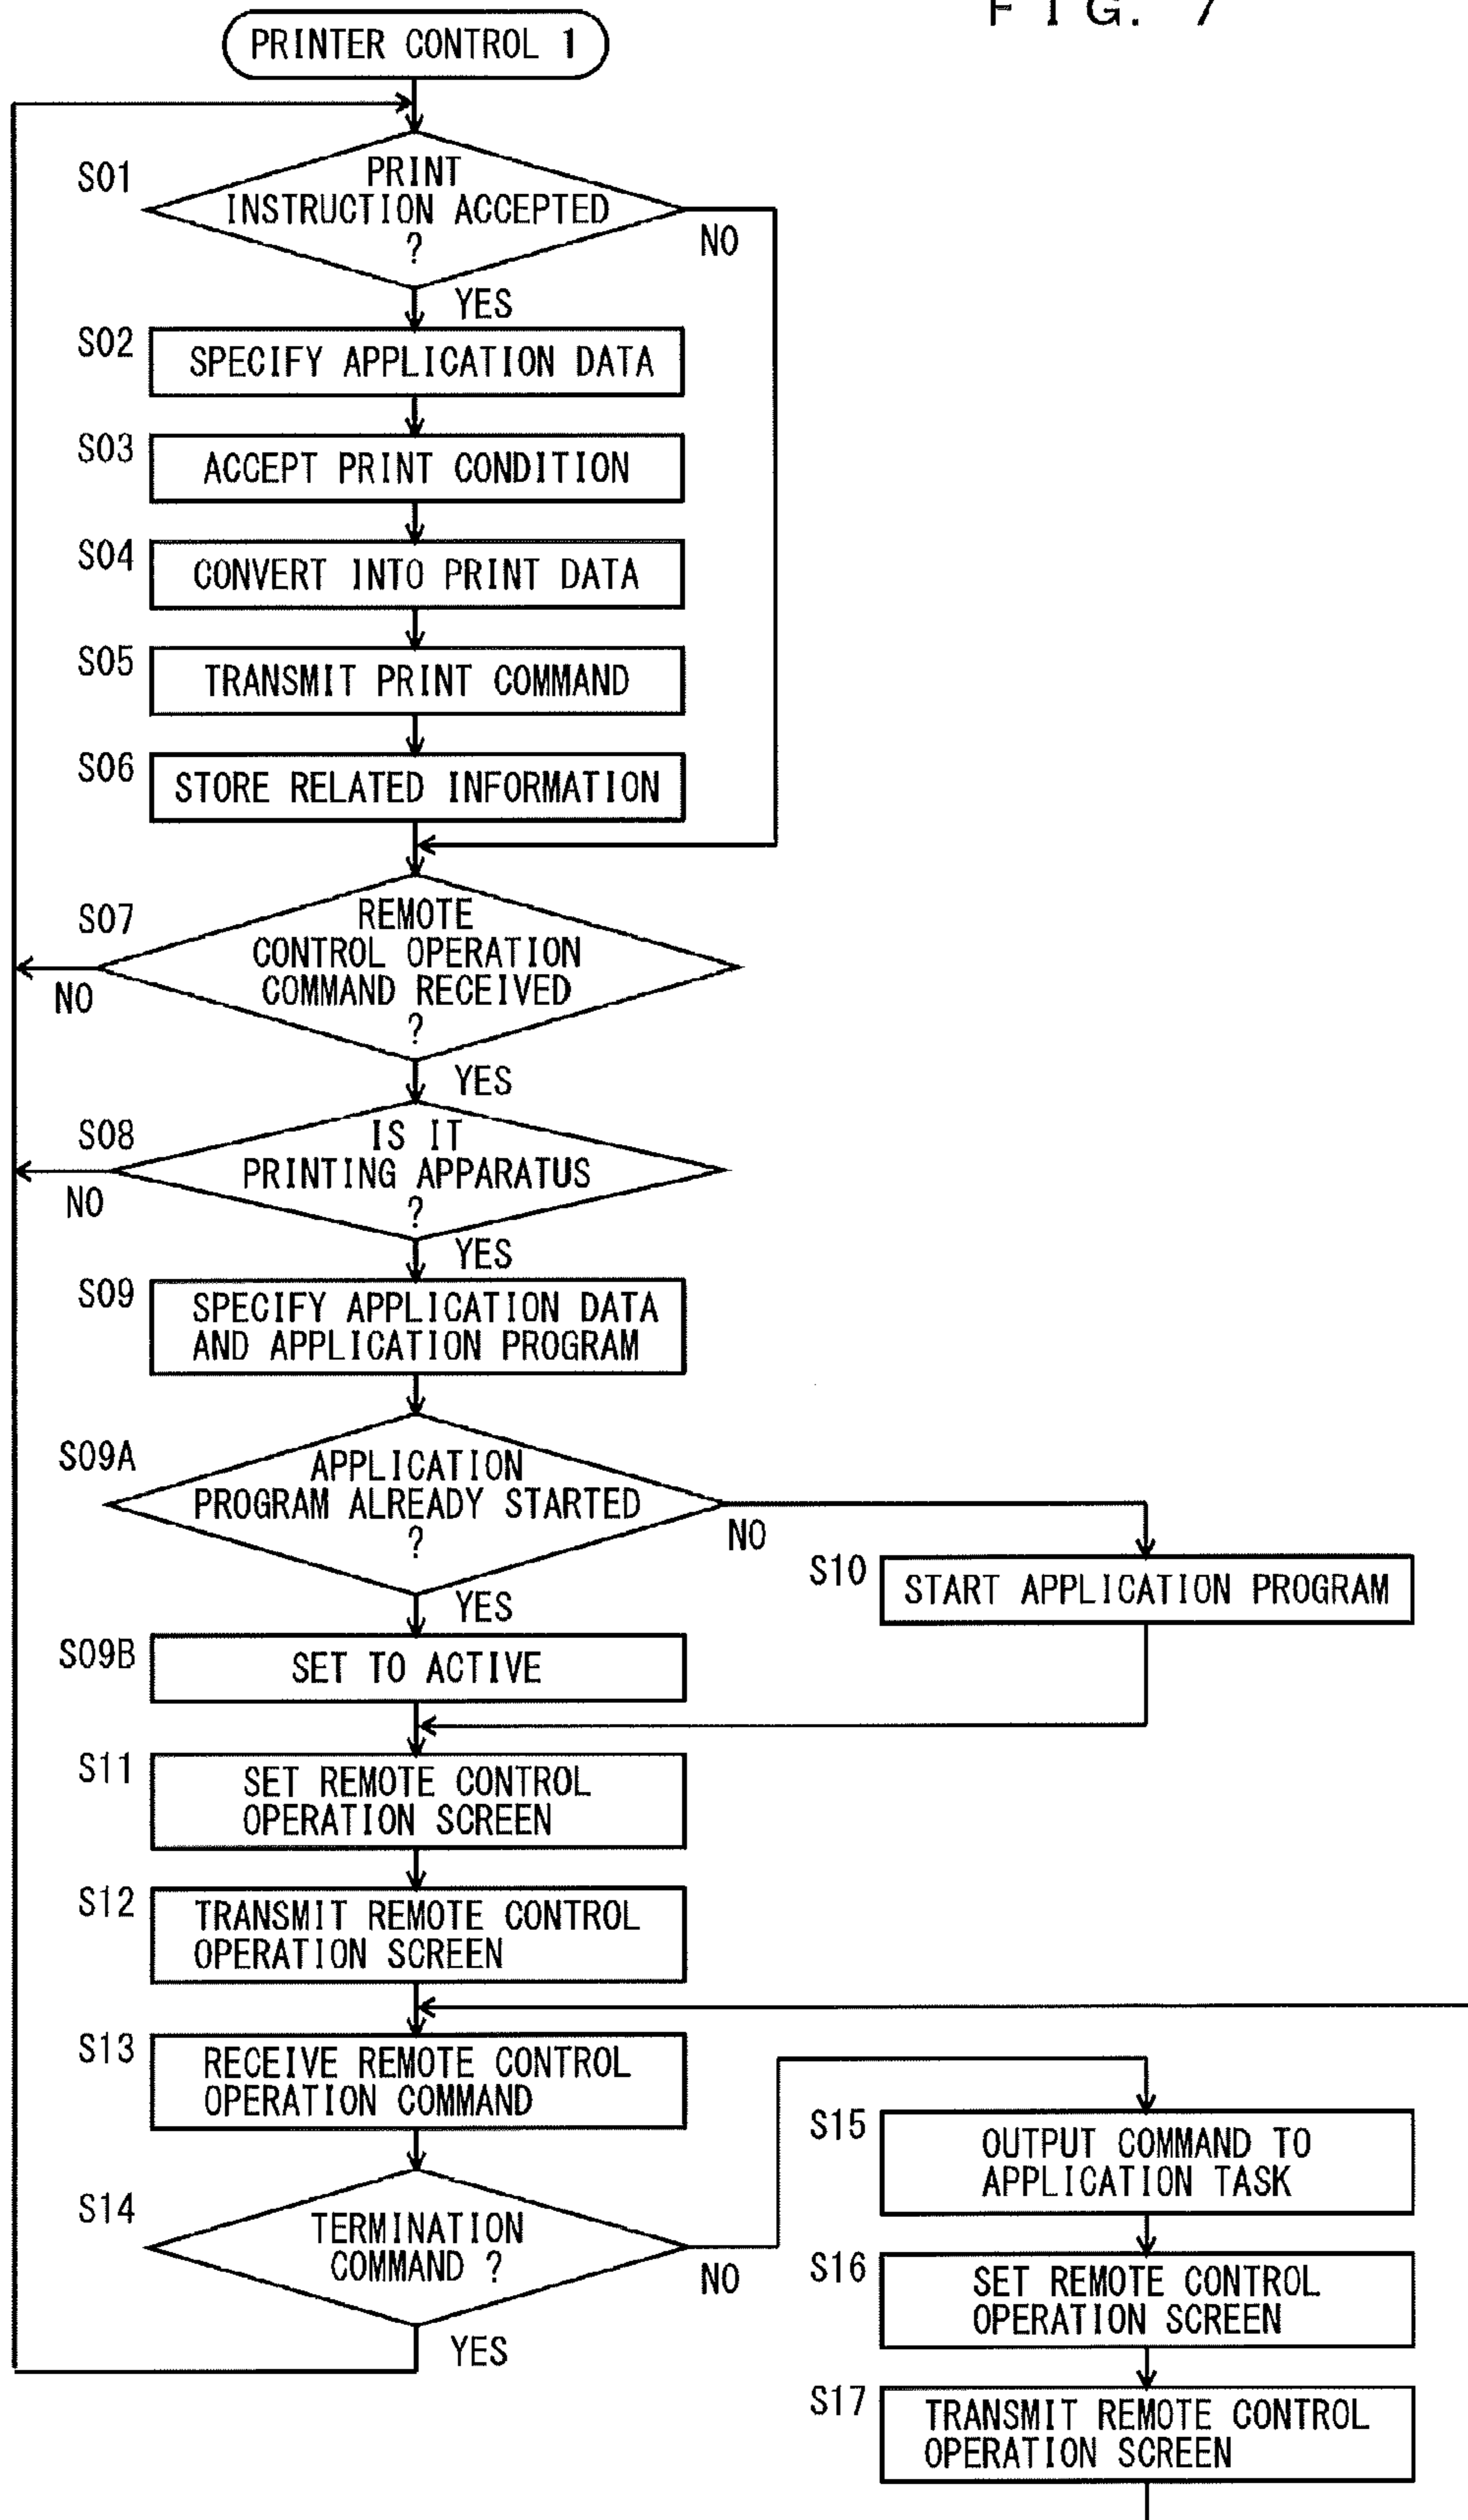 FIG. 7
PRINTER CONTROL 1
S01
PRINT
INSTRUCTION ACCEPTED
?
NO
YES
S02
SPECIFY APPLICATION DATA
S03
ACCEPT PRINT CONDITION
S04
CONVERT INTO PRINT DATA
S05
TRANSMIT PRINT COMMAND
S06
STORE RELATED INFORMATION
S07
REMOTE
CONTROL OPERATION
COMMAND RECEIVED
?
NO
YES
S08
IS IT
PRINTING APPARATUS
?
NO
YES
S09
SPECIFY APPLICATION DATA
AND APPLICATION PROGRAM
S09A
APPLICATION
PROGRAM ALREADY STARTED
?
NO
YES
S10
START APPLICATION PROGRAM
S09B
SET TO ACTIVE
S11
SET REMOTE CONTROL
OPERATION SCREEN
S12
TRANSMIT REMOTE CONTROL
OPERATION SCREEN
S13
RECEIVE REMOTE CONTROL
OPERATION COMMAND
S14
TERMINATION
COMMAND ?
NO
YES
S15
OUTPUT COMMAND TO
APPLICATION TASK
S16
SET REMOTE CONTROL
OPERATION SCREEN
S17
TRANSMIT REMOTE CONTROL
OPERATION SCREEN